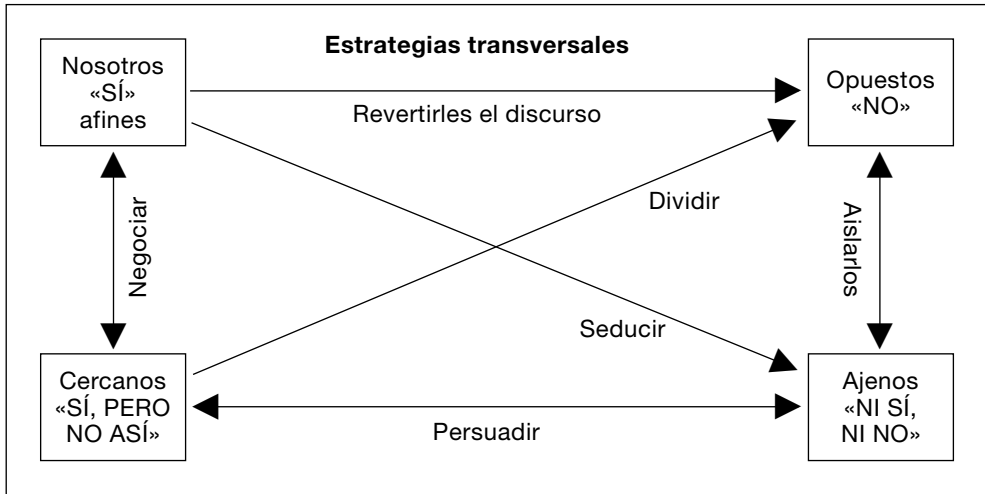 Estrategias transversales
Nosotros
«SÍ»
afines
Opuestos
«NO»
Revertirles el discurso
Negociar
Dividir
Aislarlos
Seducir
Cercanos
«SÍ, PERO
NO ASÍ»
Persuadir
Ajenos
«NI SÍ,
NI NO»